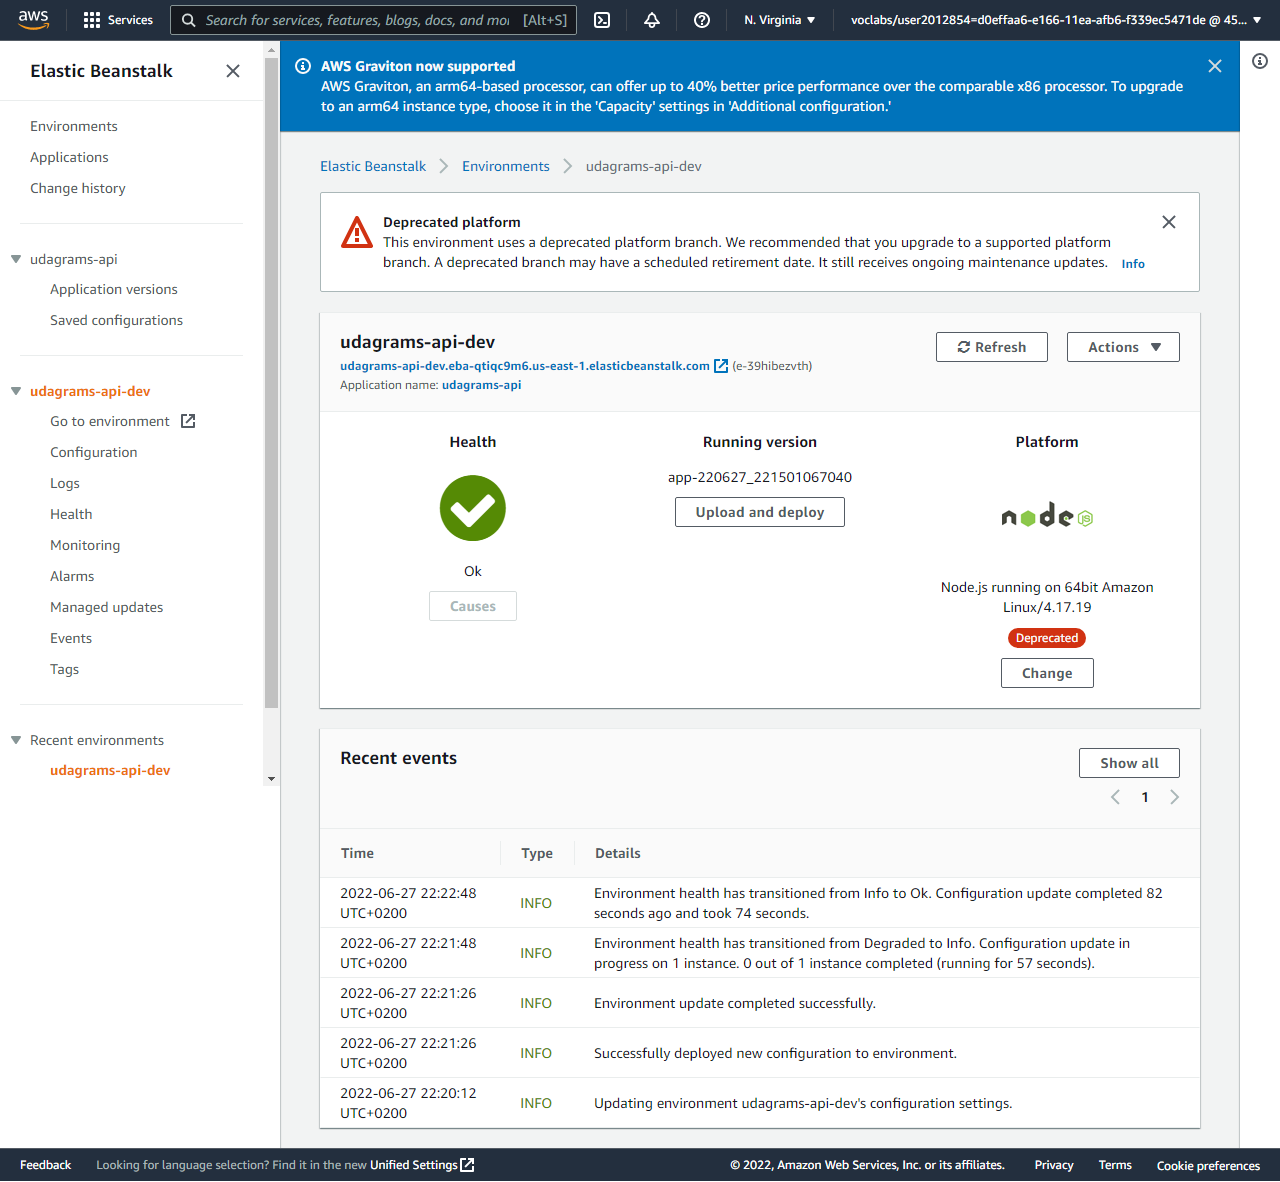 aws
Services
Search for services, features, blogs, docs, and mo [Alt+S]
N. Virginia
voclabs/user2012854=d0effaa6-e166-11ea-afb6-f339ec5471de @ 45...
Elastic Beanstalk
Environments
Applications
Change history
udagrams-api
Application versions
Saved configurations
udagrams-api-dev
Go to environment
Configuration
Logs
Health
Monitoring
Alarms
Managed updates
Events
Tags
Recent environments
udagrams-api-dev
AWS Graviton now supported
AWS Graviton, an arm64-based processor, can offer up to 40% better price performance over the comparable x86 processor. To upgrade
to an arm64 instance type, choose it in the 'Capacity' settings in 'Additional configuration.'
Elastic Beanstalk Environments udagrams-api-dev
Deprecated platform
This environment uses a deprecated platform branch. We recommended that you upgrade to a supported platform
branch. A deprecated branch may have a scheduled retirement date. It still receives ongoing maintenance updates. Info
udagrams-api-dev
udagrams-api-dev.eba-qtiqc9m6.us-east-1.elasticbeanstalk.com (e-39hibezvth)
Application name: udagrams-api
Refresh
Actions
Health
Ok
Causes
Running version
app-220627_221501067040
Upload and deploy
Platform
node JS
Node.js running on 64bit Amazon
Linux/4.17.19
Deprecated
Change
Recent events
Show all
1
Time Type Details
2022-06-27 22:22:48
UTC+0200
INFO
Environment health has transitioned from Info to Ok. Configuration update completed 82
seconds ago and took 74 seconds.
2022-06-27 22:21:48
UTC+0200
INFO
Environment health has transitioned from Degraded to Info. Configuration update in
progress on 1 instance. 0 out of 1 instance completed (running for 57 seconds).
2022-06-27 22:21:26
UTC+0200
INFO
Environment update completed successfully.
2022-06-27 22:21:26
UTC+0200
INFO
Successfully deployed new configuration to environment.
2022-06-27 22:20:12
UTC+0200
INFO
Updating environment udagrams-api-dev's configuration settings.
Feedback
Looking for language selection? Find it in the new Unified Settings
© 2022, Amazon Web Services, Inc. or its affiliates.
Privacy
Terms
Cookie preferences